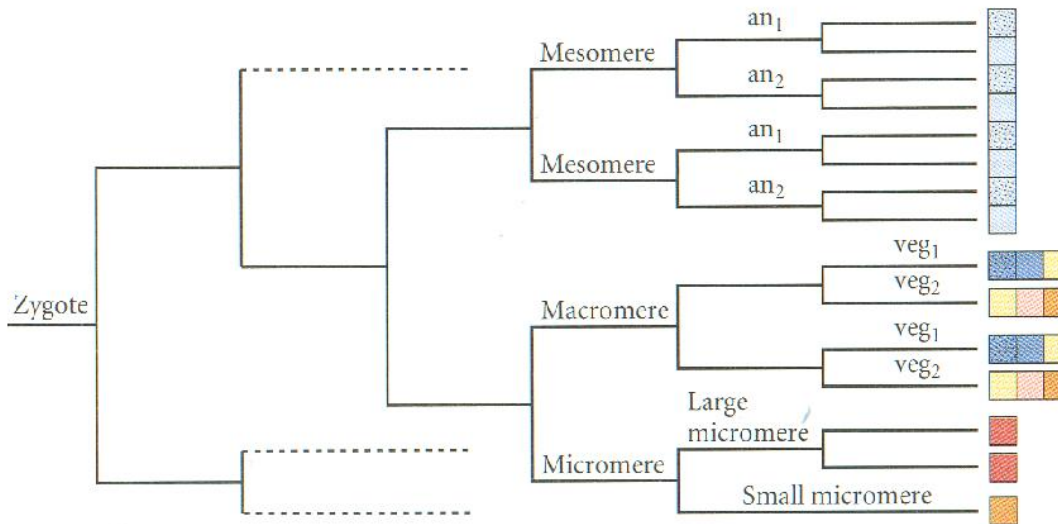 an₁
Mesomere
an₂
an₁
Mesomere
an₂
veg₁
veg₂
Zygote
Macromere
veg₁
veg₂
Large
micromere
Micromere
Small micromere